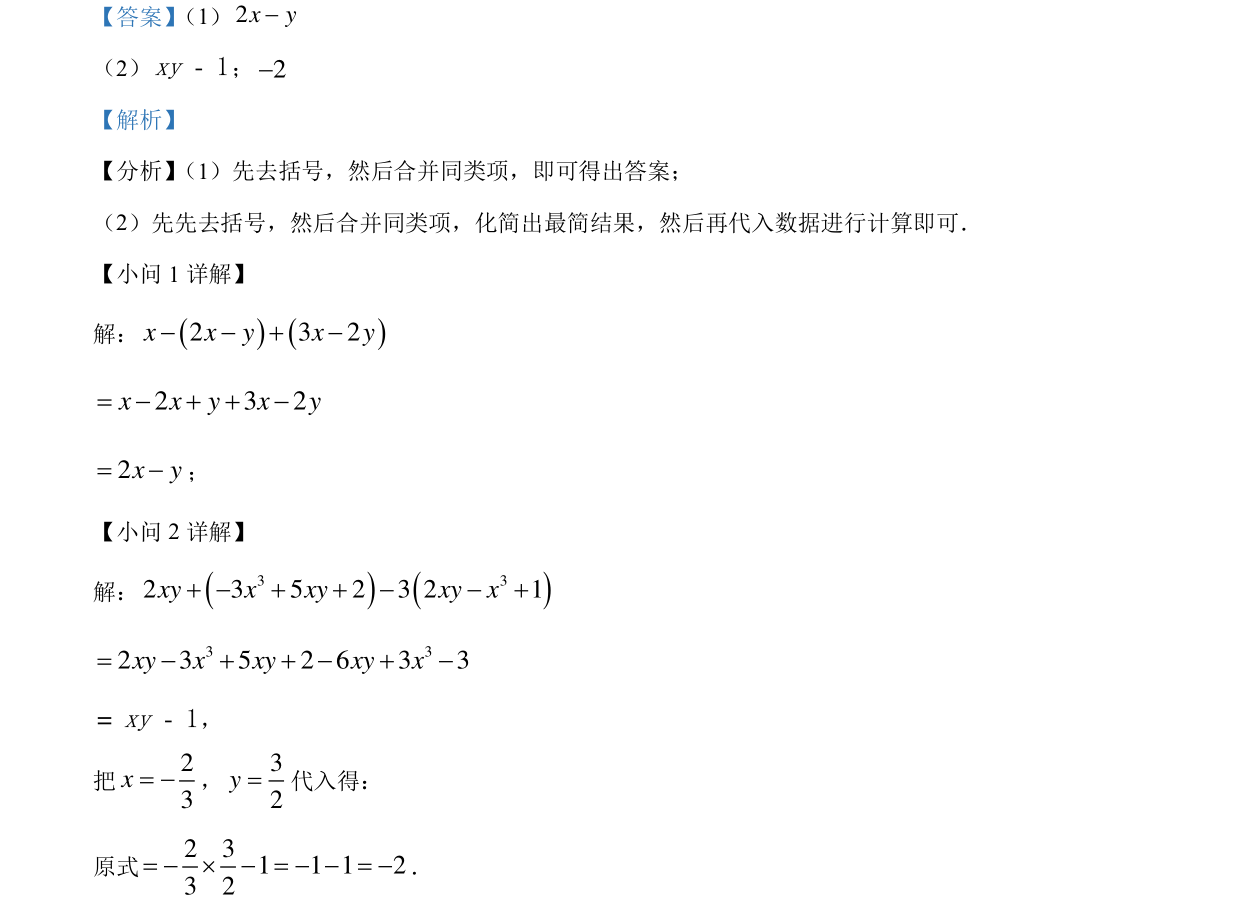 【答案】（1）2x－y
（2）xy - 1；－2
【解析】
【分析】（1）先去括号，然后合并同类项，即可得出答案；
（2）先先去括号，然后合并同类项，化简出最简结果，然后再代入数据进行计算即可．
【小问 1 详解】
解：x－(2x－y)+(3x－2y)
=x－2x+y+3x－2y
=2x－y；
【小问 2 详解】
解：2xy+(－3x³+5xy+2)－3(2xy－x³+1)
=2xy－3x³+5xy+2－6xy+3x³－3
= xy - 1，
把 x=－2/3，y=3/2 代入得：
原式=－2/3×3/2－1=－1－1=－2．